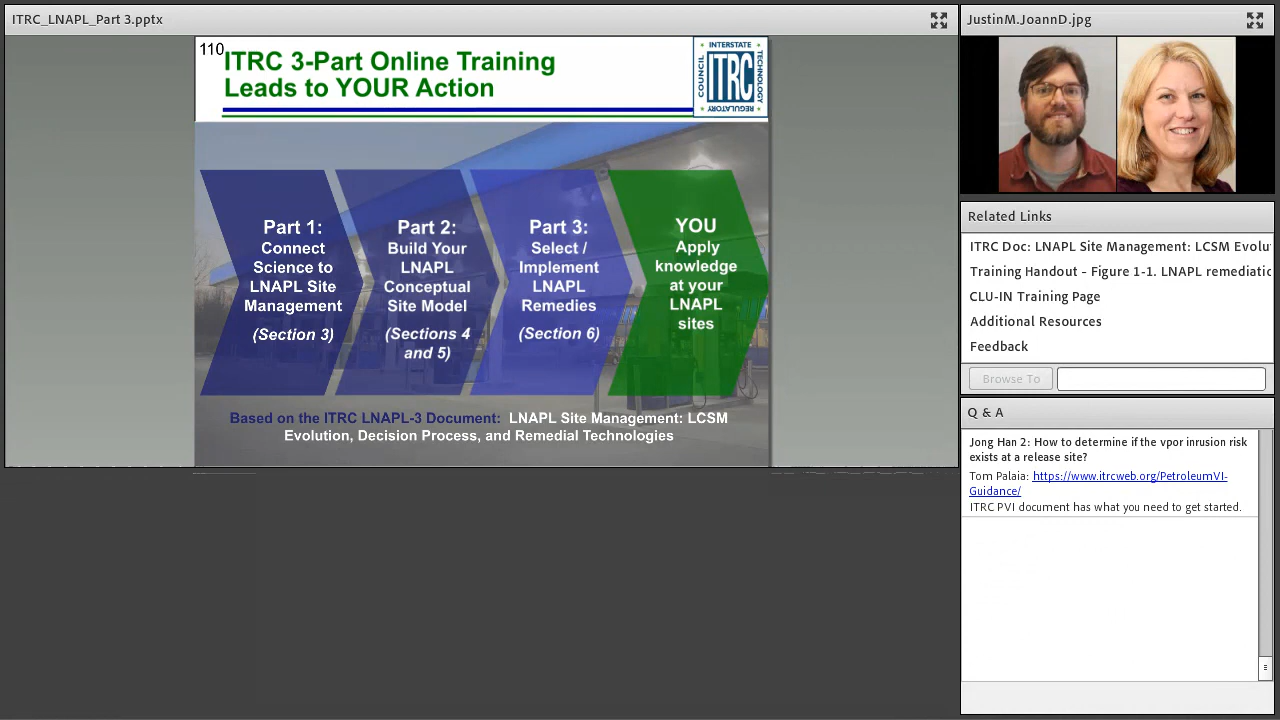 ITRC_LNAPL_Part 3.pptx
110
ITRC 3-Part Online Training
Leads to YOUR Action
INTERSTATE
COUNCIL
ITRC
TECHNOLOGY
REGULATORY
Part 1:
Connect
Science to
LNAPL Site
Management
(Section 3)
Part 2:
Build Your
LNAPL
Conceptual
Site Model
(Sections 4
and 5)
Part 3:
Select /
Implement
LNAPL
Remedies
(Section 6)
YOU
Apply
knowledge
at your
LNAPL
sites
Based on the ITRC LNAPL-3 Document: LNAPL Site Management: LCSM
Evolution, Decision Process, and Remedial Technologies
JustinM.JoannD.jpg
Related Links
ITRC Doc: LNAPL Site Management: LCSM Evolu
Training Handout - Figure 1-1. LNAPL remediatic
CLU-IN Training Page
Additional Resources
Feedback
Browse To
Q & A
Jong Han 2: How to determine if the vpor inrusion risk
exists at a release site?
Tom Palaia: https://www.itrcweb.org/PetroleumVI-
Guidance/
ITRC PVI document has what you need to get started.